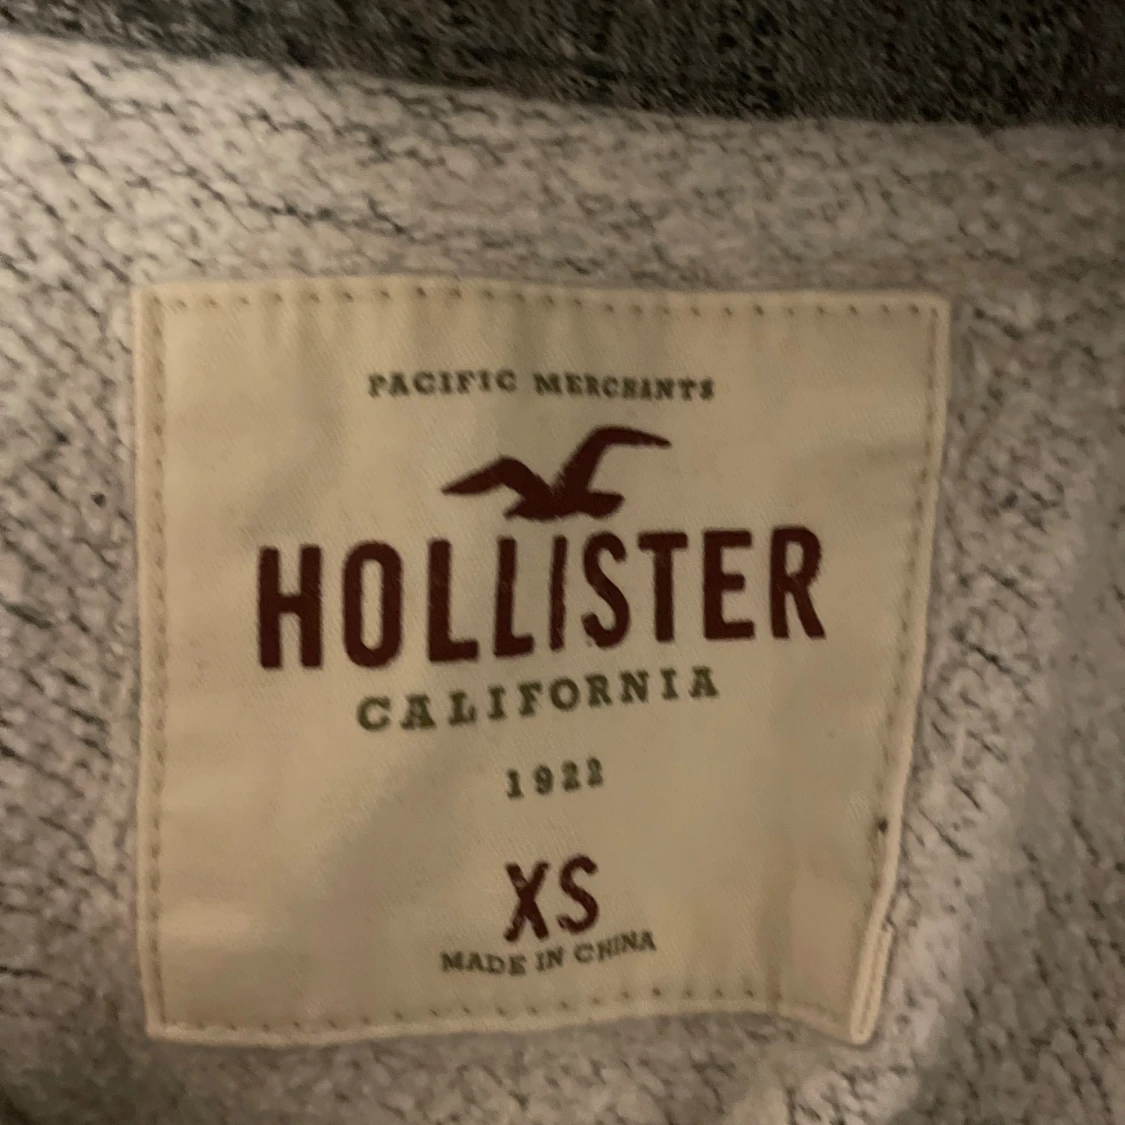 PACIFIC MERCHANTS
HOLLISTER
CALIFORNIA
1922
XS
MADE IN CHINA